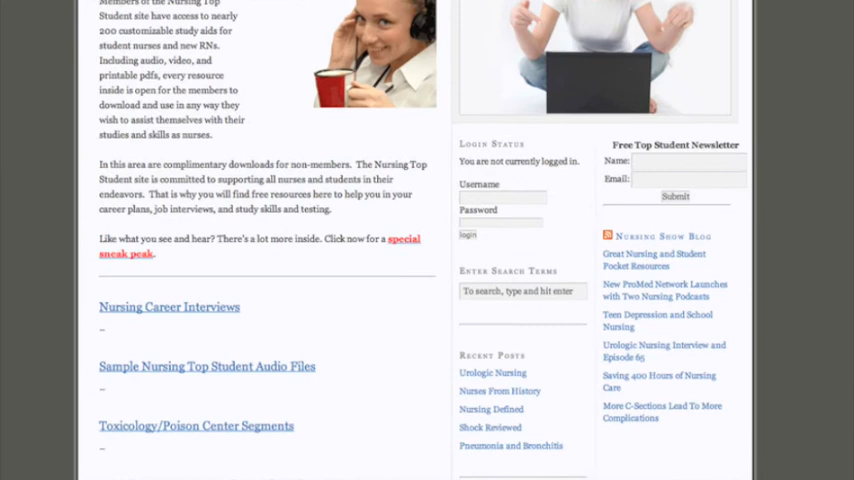 Members of the Nursing Top
Student site have access to nearly
200 customizable study aids for
student nurses and new RNs.
Including audio, video, and
printable pdfs, every resource
inside is open for the members to
download and use in any way they
wish to assist themselves with their
studies and skills as nurses.
In this area are complimentary downloads for non-members. The Nursing Top
Student site is committed to supporting all nurses and students in their
endeavors. That is why you will find free resources here to help you in your
career plans, job interviews, and study skills and testing.
Like what you see and hear? There's a lot more inside. Click now for a special
sneak peak.
Nursing Career Interviews
–
Sample Nursing Top Student Audio Files
–
Toxicology/Poison Center Segments
–
Login Status
You are not currently logged in.
Username
Password
login
Enter Search Terms
To search, type and hit enter
Recent Posts
Urologic Nursing
Nurses From History
Nursing Defined
Shock Reviewed
Pneumonia and Bronchitis
Free Top Student Newsletter
Name:
Email:
Submit
Nursing Show Blog
Great Nursing and Student
Pocket Resources
New ProMed Network Launches
with Two Nursing Podcasts
Teen Depression and School
Nursing
Urologic Nursing Interview and
Episode 65
Saving 400 Hours of Nursing
Care
More C-Sections Lead To More
Complications